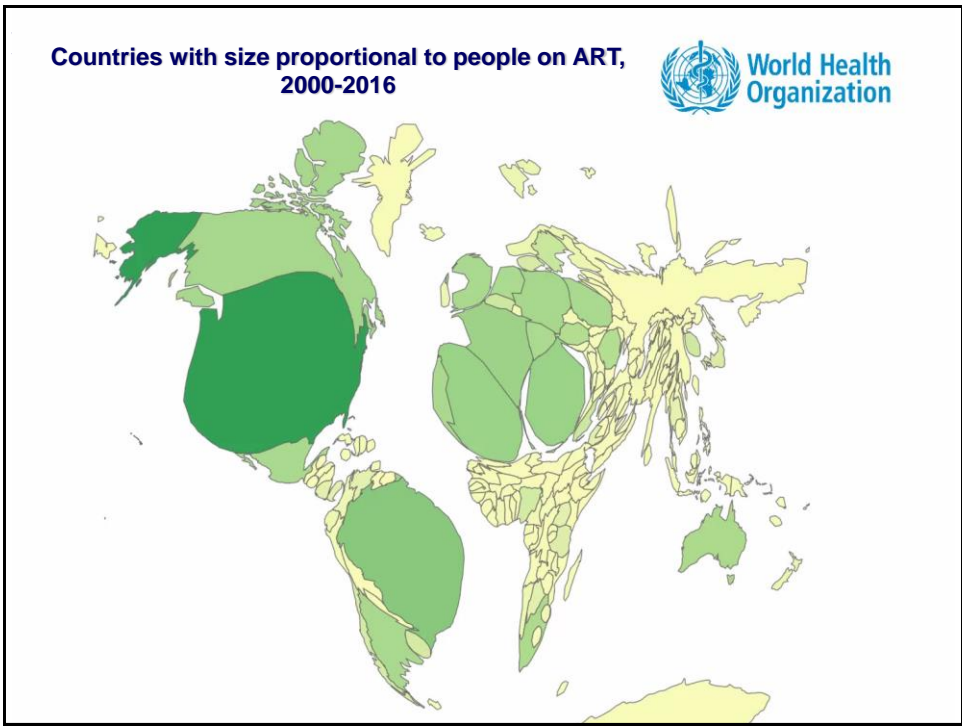 Countries with size proportional to people on ART,
2000-2016
World Health
Organization